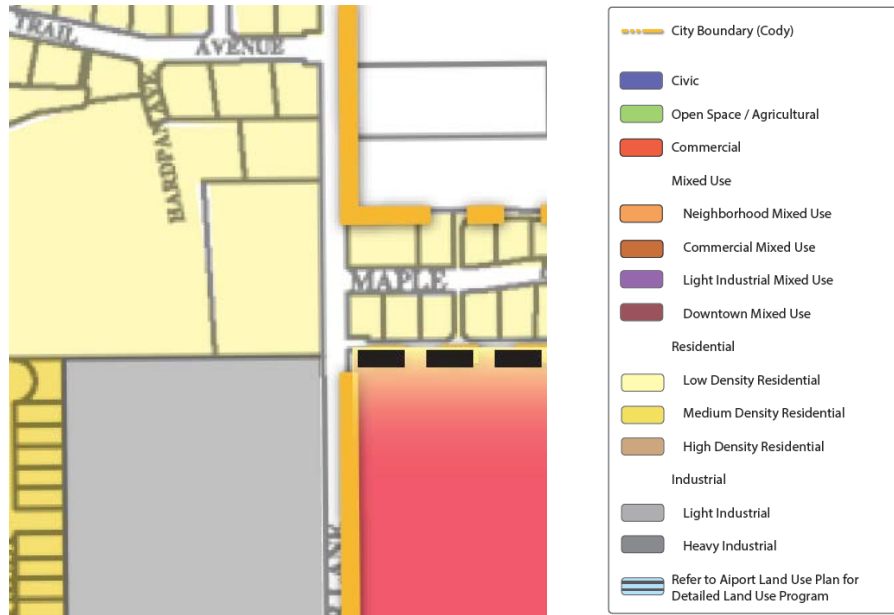 TRAIL
AVENUE
HARDPAN AVE
MAPLE
LANE
City Boundary (Cody)
Civic
Open Space / Agricultural
Commercial
Mixed Use
Neighborhood Mixed Use
Commercial Mixed Use
Light Industrial Mixed Use
Downtown Mixed Use
Residential
Low Density Residential
Medium Density Residential
High Density Residential
Industrial
Light Industrial
Heavy Industrial
Refer to Aiport Land Use Plan for
Detailed Land Use Program